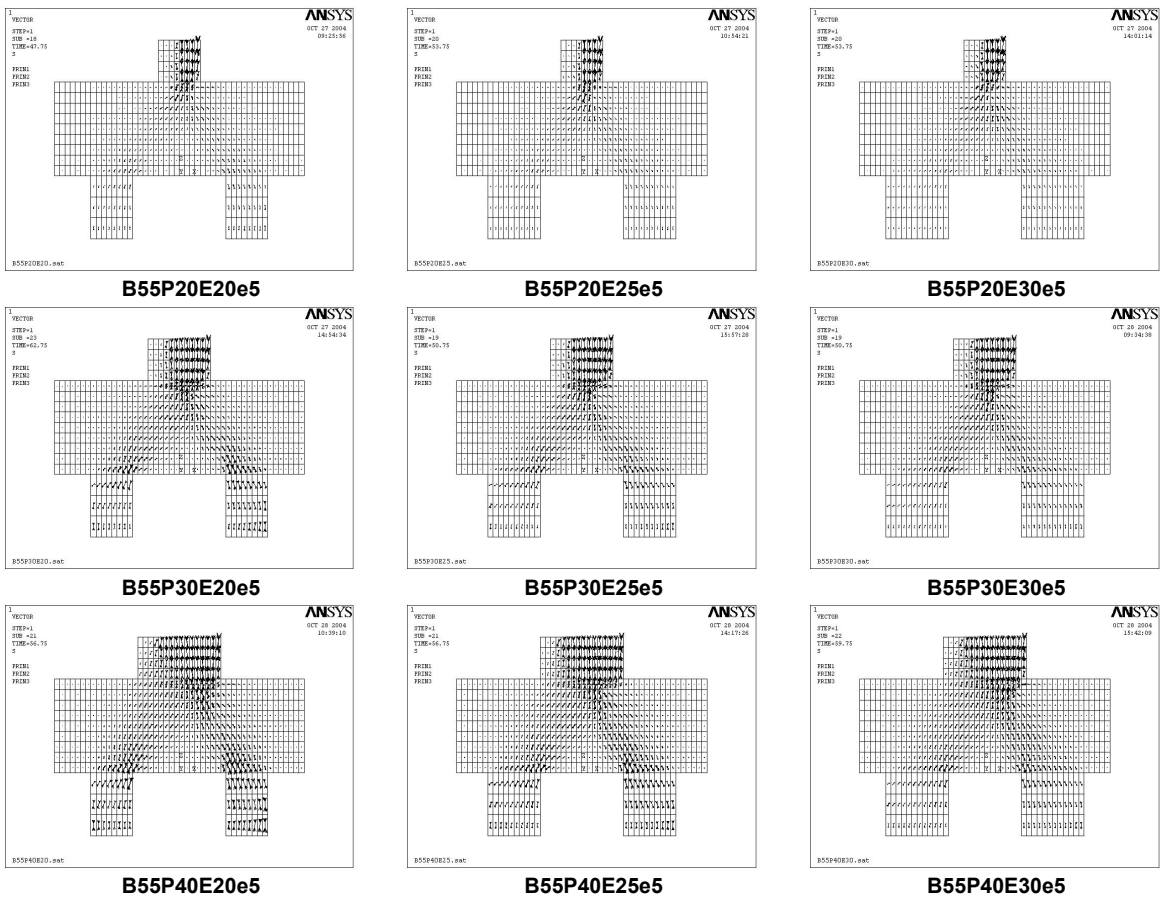 1
VECTOR
STEP=1
SUB =18
TIME=47.75
S
PRIN1
PRIN2
PRIN3
ANSYS
OCT 27 2004
09:25:56
X
Y
Z
B55P20E20.sat
B55P20E20e5
1
VECTOR
STEP=1
SUB =20
TIME=53.75
S
PRIN1
PRIN2
PRIN3
ANSYS
OCT 27 2004
10:54:21
X
Y
Z
B55P20E25.sat
B55P20E25e5
1
VECTOR
STEP=1
SUB =20
TIME=53.75
S
PRIN1
PRIN2
PRIN3
ANSYS
OCT 27 2004
14:01:14
X
Y
Z
B55P20E30.sat
B55P20E30e5
1
VECTOR
STEP=1
SUB =23
TIME=62.75
S
PRIN1
PRIN2
PRIN3
ANSYS
OCT 27 2004
14:54:34
X
Y
Z
B55P30E20.sat
B55P30E20e5
1
VECTOR
STEP=1
SUB =19
TIME=50.75
S
PRIN1
PRIN2
PRIN3
ANSYS
OCT 27 2004
15:57:28
X
Y
Z
B55P30E25.sat
B55P30E25e5
1
VECTOR
STEP=1
SUB =19
TIME=50.75
S
PRIN1
PRIN2
PRIN3
ANSYS
OCT 28 2004
09:34:38
X
Y
Z
B55P30E30.sat
B55P30E30e5
1
VECTOR
STEP=1
SUB =21
TIME=56.75
S
PRIN1
PRIN2
PRIN3
ANSYS
OCT 28 2004
10:39:10
X
Y
Z
B55P40E20.sat
B55P40E20e5
1
VECTOR
STEP=1
SUB =21
TIME=56.75
S
PRIN1
PRIN2
PRIN3
ANSYS
OCT 28 2004
14:17:26
X
Y
Z
B55P40E25.sat
B55P40E25e5
1
VECTOR
STEP=1
SUB =22
TIME=59.75
S
PRIN1
PRIN2
PRIN3
ANSYS
OCT 28 2004
15:42:09
X
Y
Z
B55P40E30.sat
B55P40E30e5